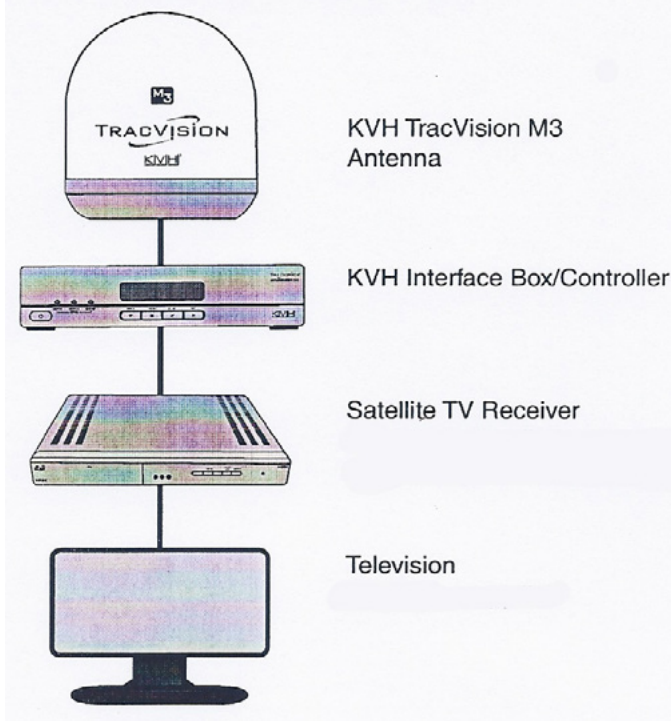 M3
TRACVISION
KVH
KVH TracVision M3
Antenna
KVH Interface Box/Controller
KVH
Satellite TV Receiver
Television